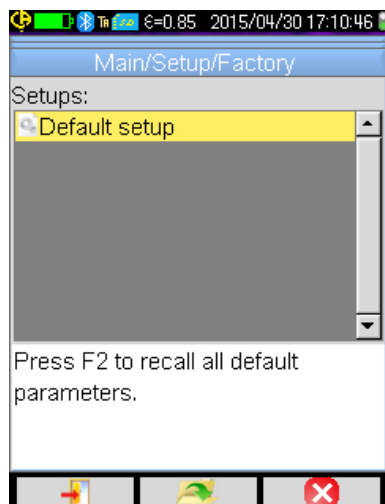 ε=0.85 2015/04/30 17:10:46
Main/Setup/Factory
Setups:
Default setup
Press F2 to recall all default
parameters.